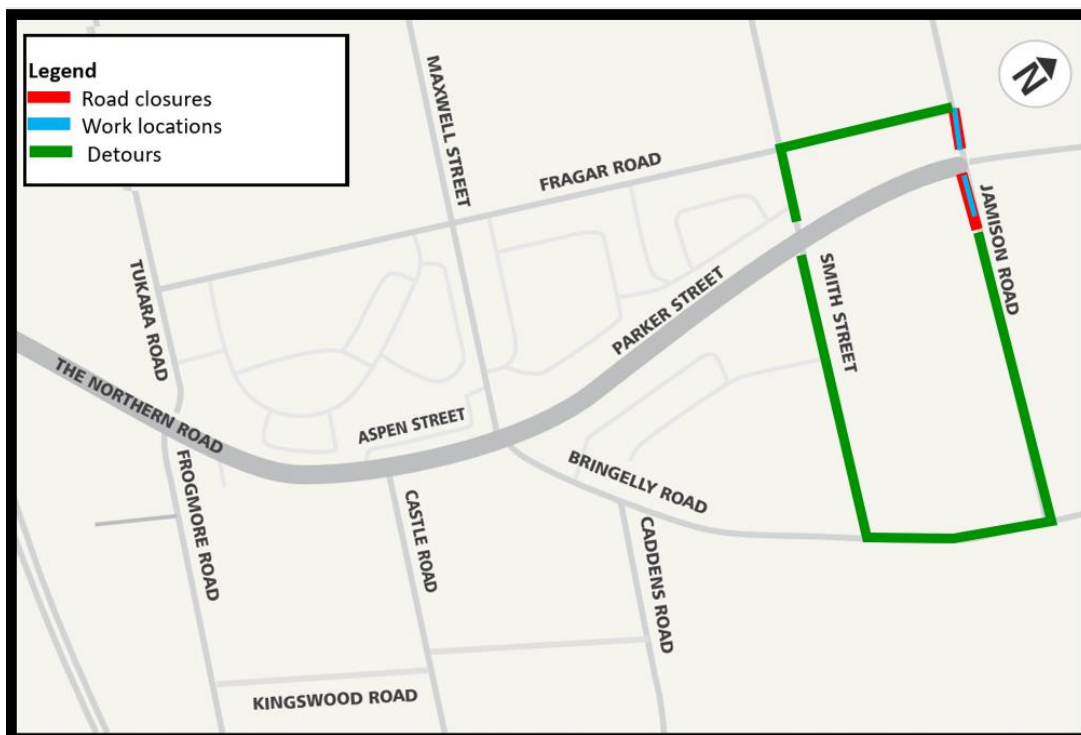 Legend
Road closures
Work locations
Detours
N
MAXWELL STREET
FRAGAR ROAD
JAMISON ROAD
TUKARA ROAD
SMITH STREET
PARKER STREET
THE NORTHERN ROAD
ASPEN STREET
BRINGELLY ROAD
FROGMORE ROAD
CASTLE ROAD
CADDENS ROAD
KINGSWOOD ROAD